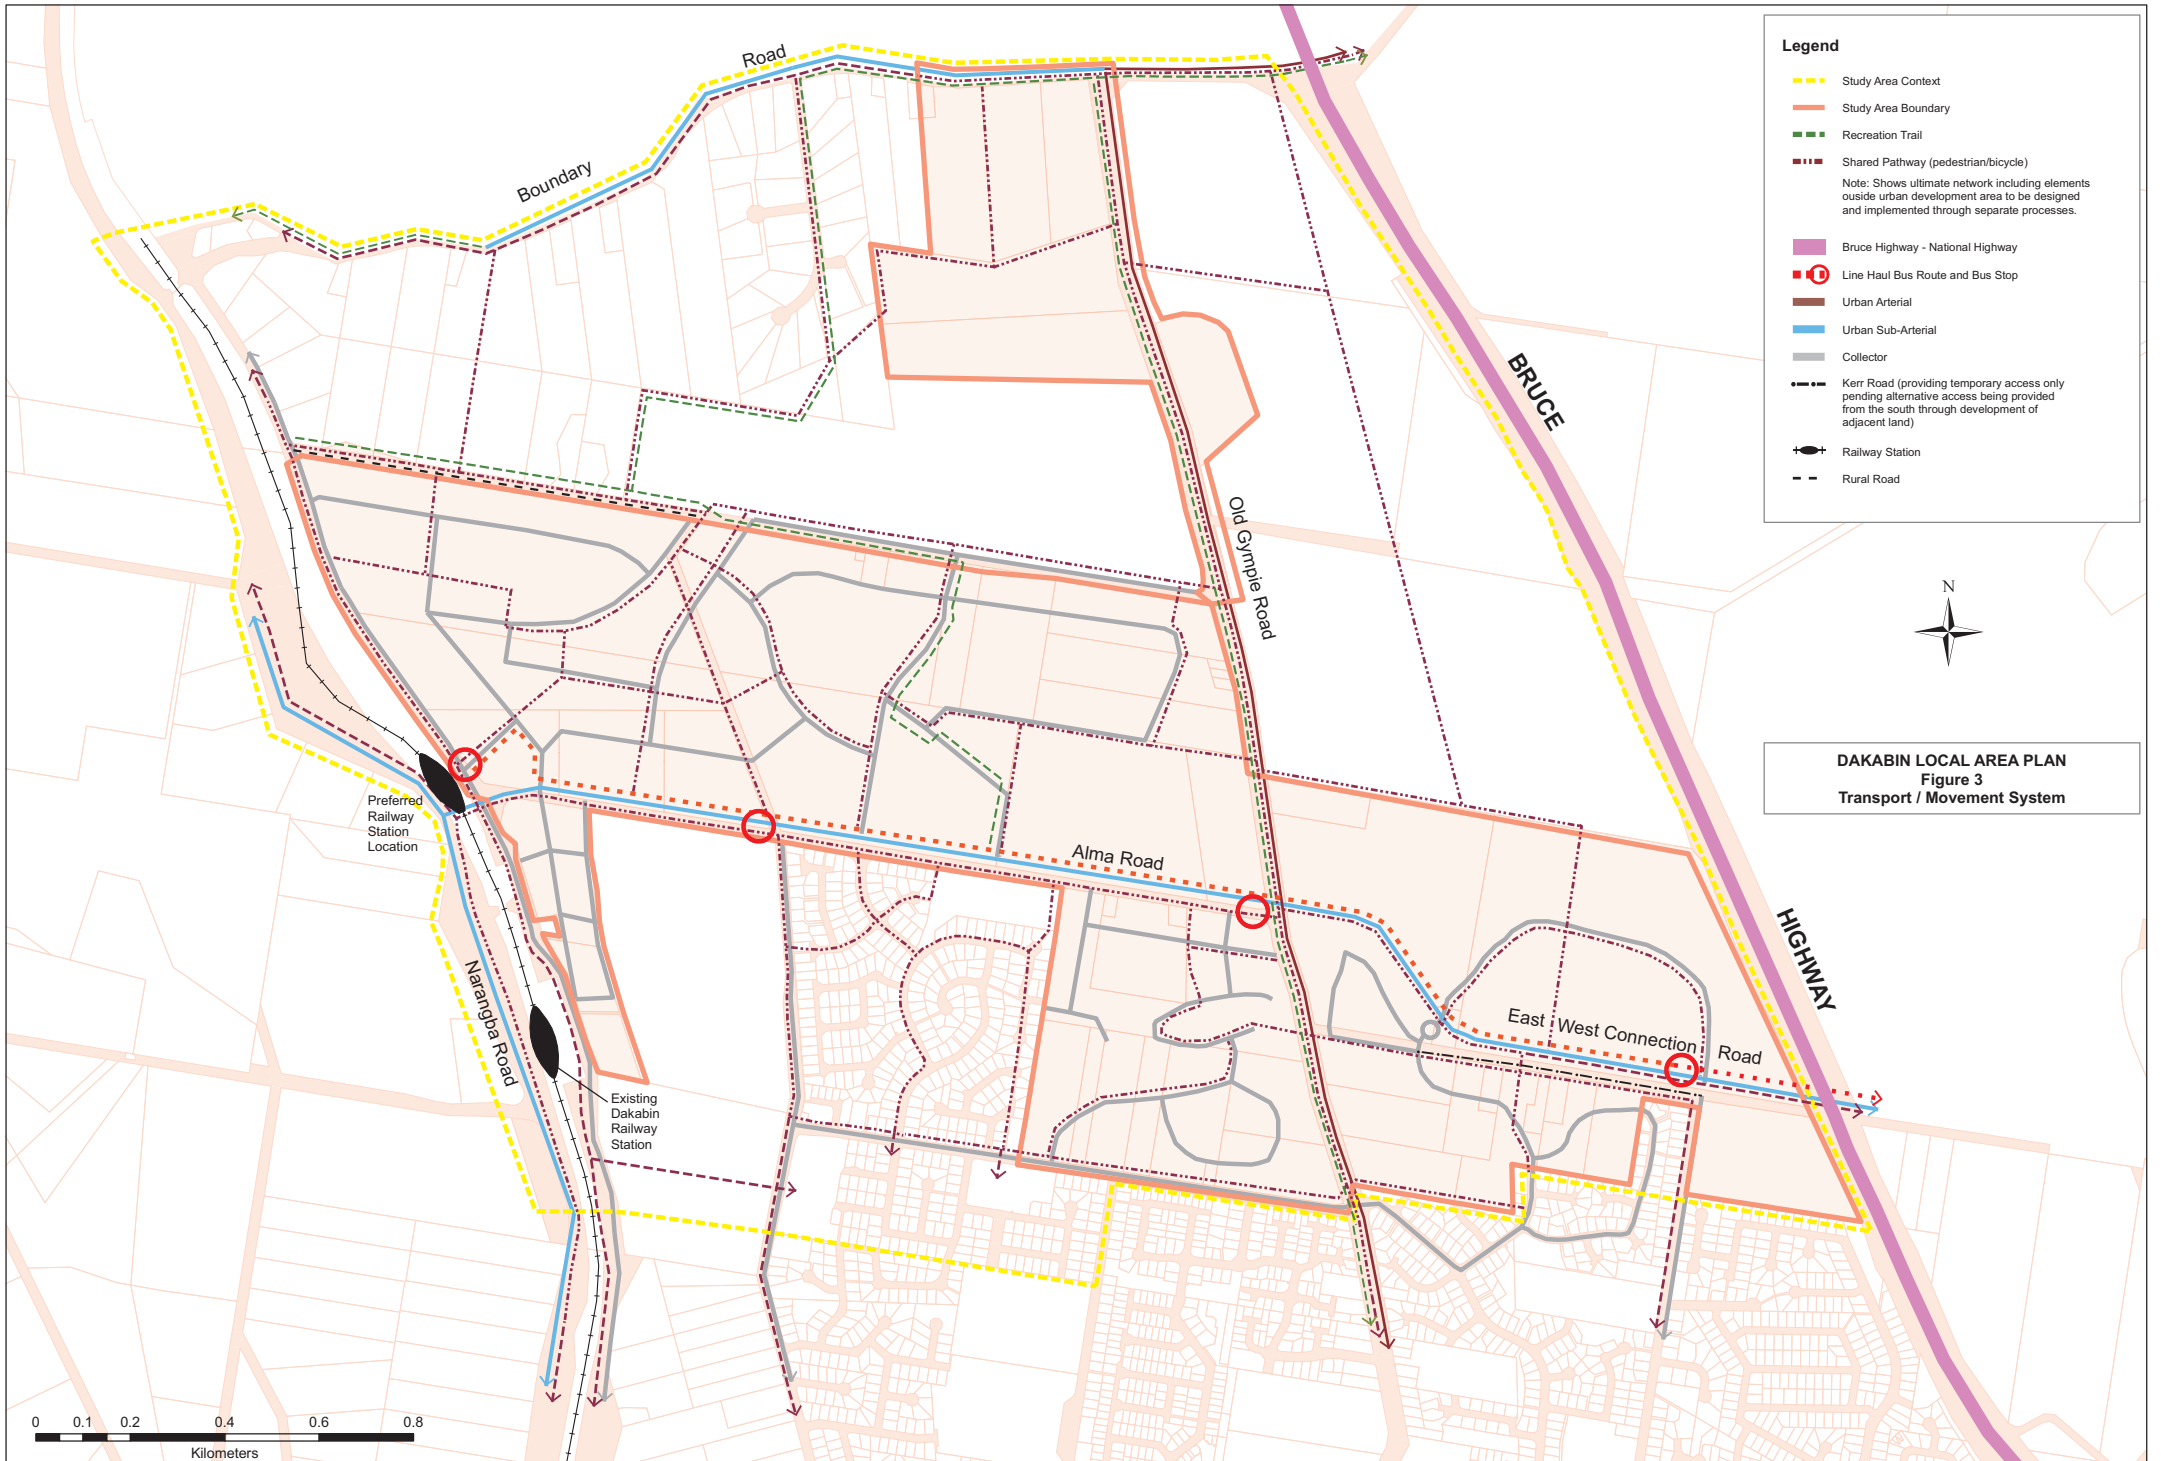 Road
Boundary
BRUCE
Old Gympie Road
Preferred
Railway
Station
Location
Alma Road
HIGHWAY
East West Connection Road
Narangba Road
Existing
Dakabin
Railway
Station
0 0.1 0.2 0.4 0.6 0.8
Kilometers
Legend
Study Area Context
Study Area Boundary
Recreation Trail
Shared Pathway (pedestrian/bicycle)
Note: Shows ultimate network including elements
ouside urban development area to be designed
and implemented through separate processes.
Bruce Highway - National Highway
Line Haul Bus Route and Bus Stop
Urban Arterial
Urban Sub-Arterial
Collector
Kerr Road (providing temporary access only
pending alternative access being provided
from the south through development of
adjacent land)
Railway Station
Rural Road
N
DAKABIN LOCAL AREA PLAN
Figure 3
Transport / Movement System